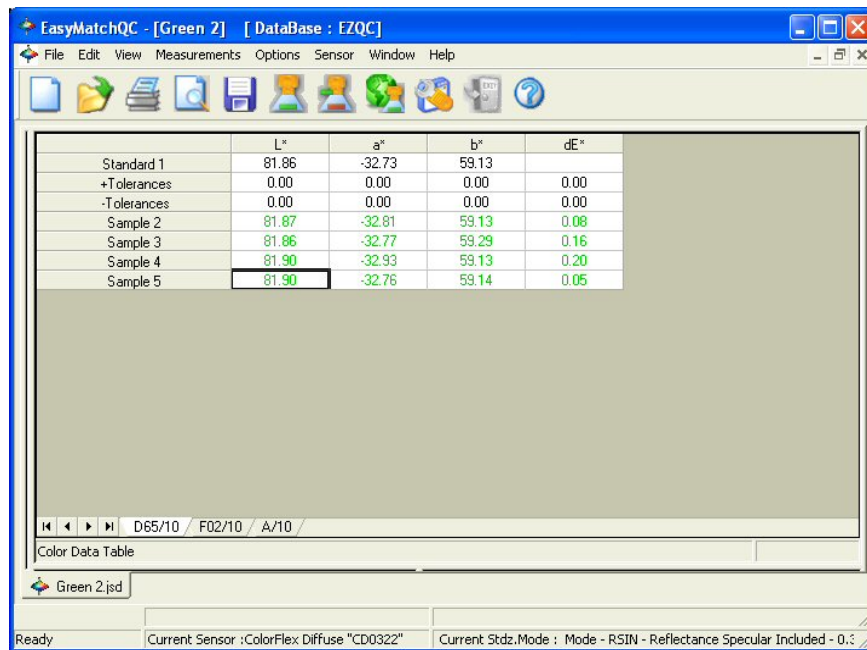 EasyMatchQC - [Green 2] [ DataBase : EZQC]
File Edit View Measurements Options Sensor Window Help
L* a* b* dE*
Standard 1 81.86 -32.73 59.13
+Tolerances 0.00 0.00 0.00 0.00
-Tolerances 0.00 0.00 0.00 0.00
Sample 2 81.87 -32.81 59.13 0.08
Sample 3 81.86 -32.77 59.29 0.16
Sample 4 81.90 -32.93 59.13 0.20
Sample 5 81.90 -32.76 59.14 0.05
D65/10 F02/10 A/10
Color Data Table
Green 2.jsd
Ready Current Sensor :ColorFlex Diffuse "CD0322" Current Stdz.Mode : Mode - RSIN - Reflectance Specular Included - 0.3